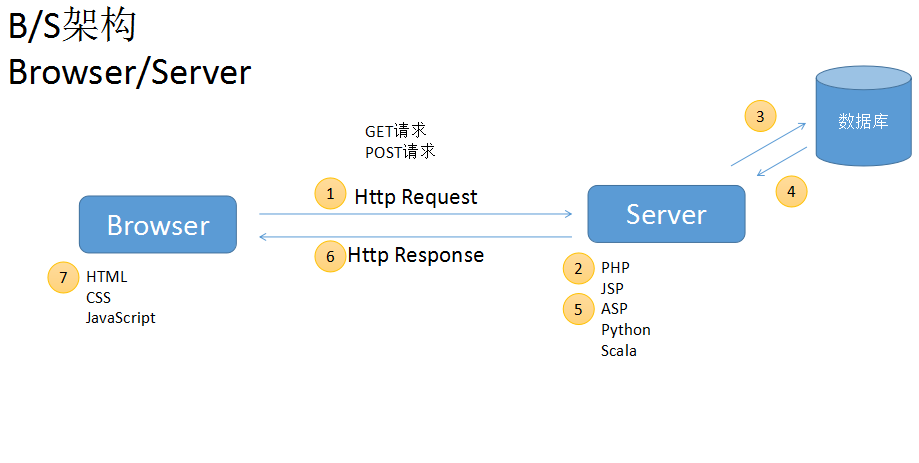 B/S架构
Browser/Server
GET请求
POST请求
1 Http Request
6 Http Response
Browser
7 HTML
CSS
JavaScript
Server
2 PHP
JSP
5 ASP
Python
Scala
3
4
数据库